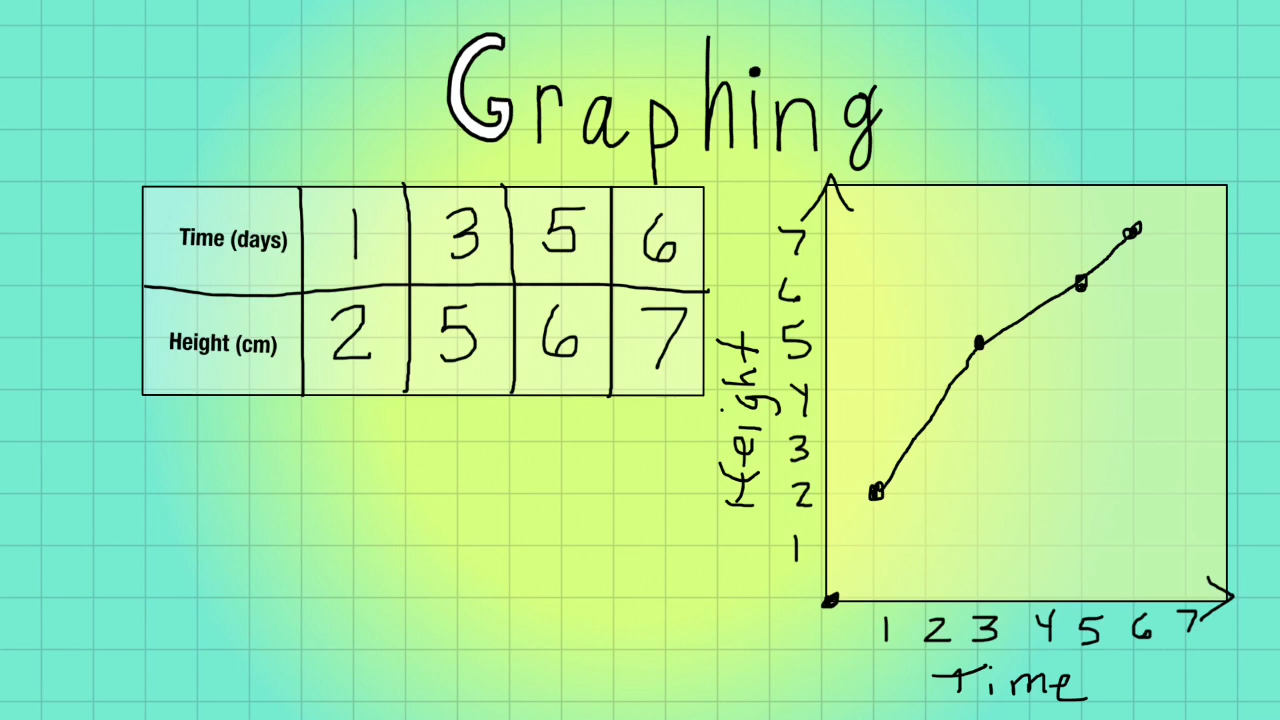 Graphing
Time (days) 1 3 5 6
Height (cm) 2 5 6 7
Height
7
6
5
4
3
2
1
1 2 3 4 5 6 7
Time